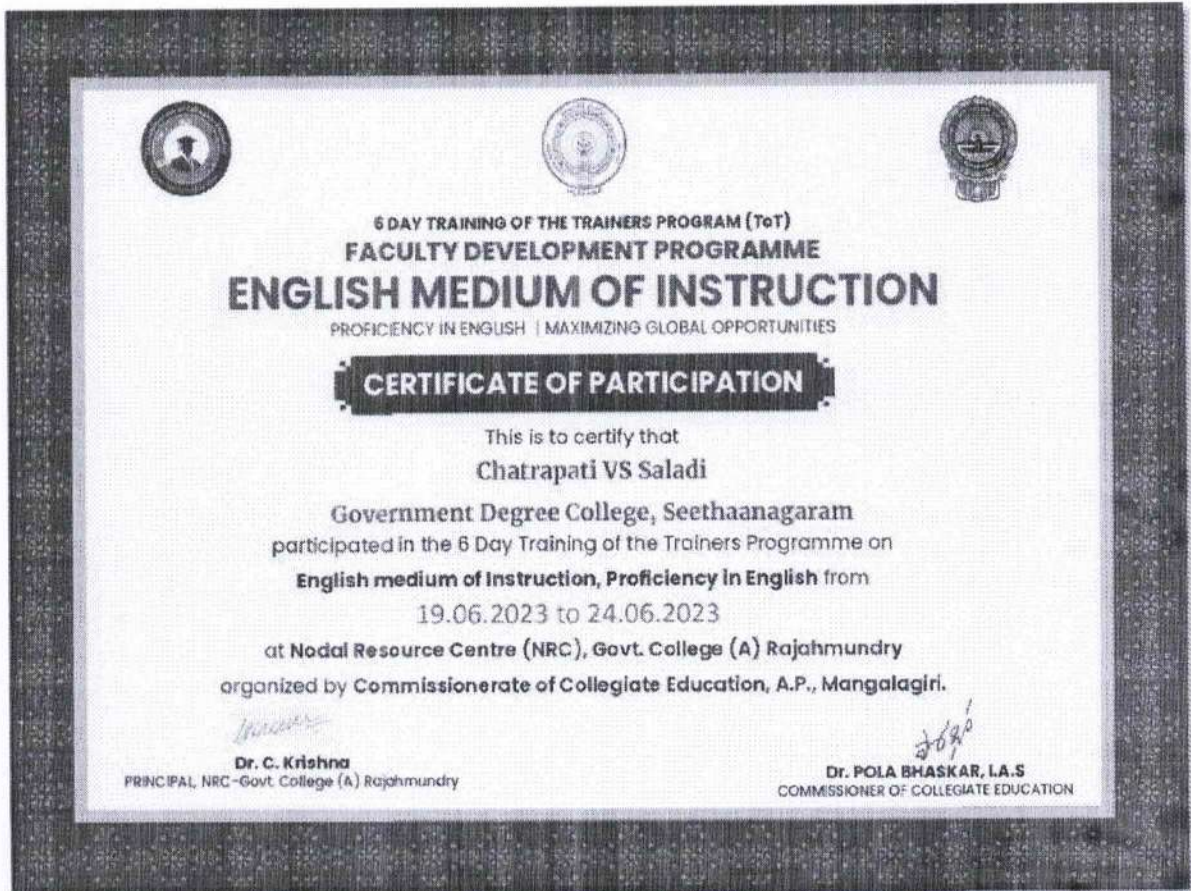 6 DAY TRAINING OF THE TRAINERS PROGRAM (ToT)
FACULTY DEVELOPMENT PROGRAMME
ENGLISH MEDIUM OF INSTRUCTION
PROFICIENCY IN ENGLISH | MAXIMIZING GLOBAL OPPORTUNITIES
CERTIFICATE OF PARTICIPATION
This is to certify that
Chatrapati VS Saladi
Government Degree College, Seethaanagaram
participated in the 6 Day Training of the Trainers Programme on
English medium of Instruction, Proficiency in English from
19.06.2023 to 24.06.2023
at Nodal Resource Centre (NRC), Govt. College (A) Rajahmundry
organized by Commissionerate of Collegiate Education, A.P., Mangalagiri.
Dr. C. Krishna
PRINCIPAL, NRC-Govt. College (A) Rajahmundry
Dr. POLA BHASKAR, I.A.S
COMMISSIONER OF COLLEGIATE EDUCATION